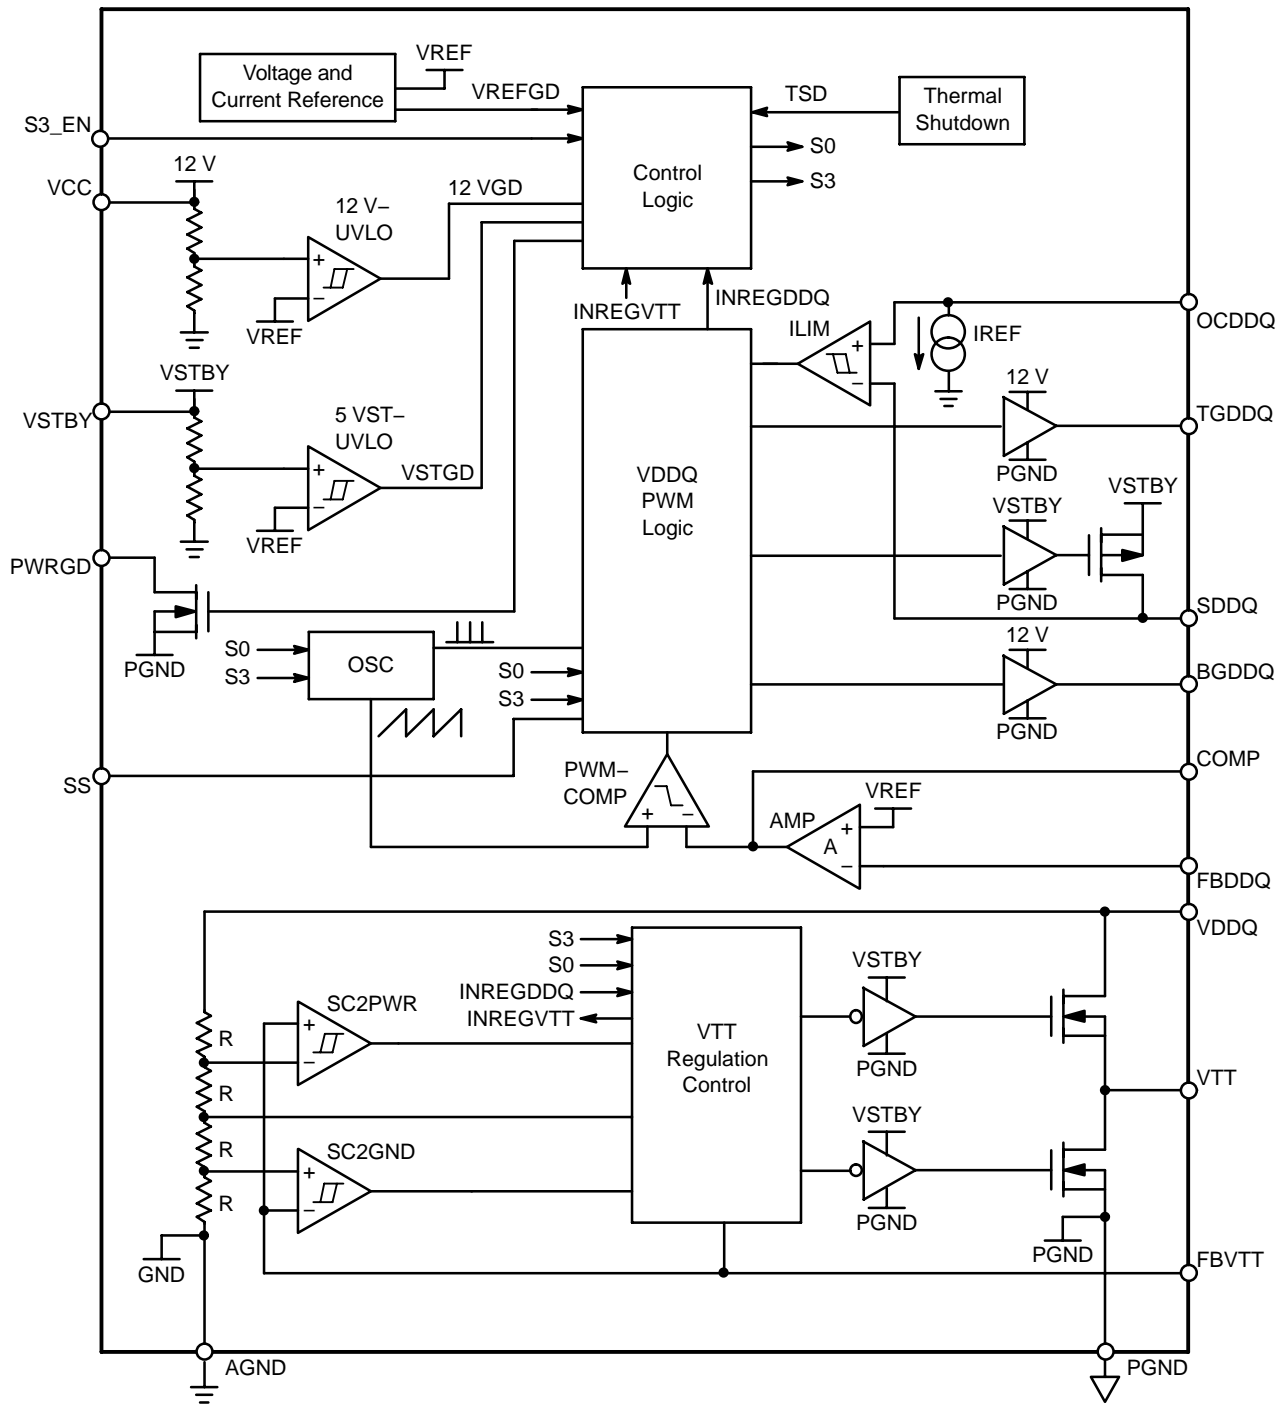 VREF
Voltage and
Current Reference
VREFGD
TSD
Thermal
Shutdown
S3_EN
S0
S3
Control
Logic
12 V
VCC
12 VGD
12 V–
UVLO
+
–
VREF
INREGVTT
INREGDDQ
ILIM
+
–
IREF
OCDDQ
VSTBY
VSTBY
5 VST–
UVLO
+
–
VSTGD
VREF
VDDQ
PWM
Logic
12 V
TGDDQ
PGND
VSTBY
VSTBY
PGND
SDDQ
PWRGD
PGND
S0
S3
OSC
S0
S3
12 V
BGDDQ
PGND
SS
PWM–
COMP
+
–
COMP
VREF
AMP
A
+
–
FBDDQ
VDDQ
S3
S0
INREGDDQ
INREGVTT
VTT
Regulation
Control
VSTBY
PGND
SC2PWR
+
–
R
R
R
R
VTT
VSTBY
PGND
SC2GND
+
–
PGND
GND
FBVTT
AGND
PGND